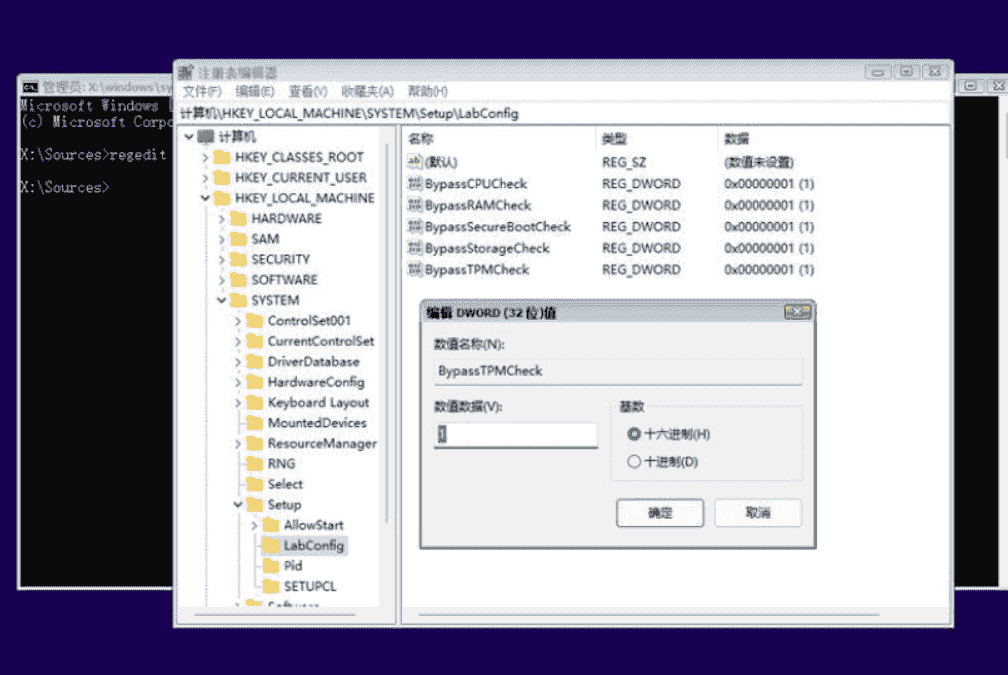 管理员: X:\windows\sy
Microsoft Windows
(c) Microsoft Corpo
X:\Sources>regedit
X:\Sources>
注册表编辑器
文件(F) 编辑(E) 查看(V) 收藏夹(A) 帮助(H)
计算机\HKEY_LOCAL_MACHINE\SYSTEM\Setup\LabConfig
计算机
HKEY_CLASSES_ROOT
HKEY_CURRENT_USER
HKEY_LOCAL_MACHINE
HARDWARE
SAM
SECURITY
SOFTWARE
SYSTEM
ControlSet001
CurrentControlSet
DriverDatabase
HardwareConfig
Keyboard Layout
MountedDevices
ResourceManager
RNG
Select
Setup
AllowStart
LabConfig
Pid
SETUPCL
名称 类型 数据
(默认) REG_SZ (数值未设置)
BypassCPUCheck REG_DWORD 0x00000001 (1)
BypassRAMCheck REG_DWORD 0x00000001 (1)
BypassSecureBootCheck REG_DWORD 0x00000001 (1)
BypassStorageCheck REG_DWORD 0x00000001 (1)
BypassTPMCheck REG_DWORD 0x00000001 (1)
编辑 DWORD (32 位)值
数值名称(N):
BypassTPMCheck
数值数据(V):
1
基数
十六进制(H)
十进制(D)
确定 取消